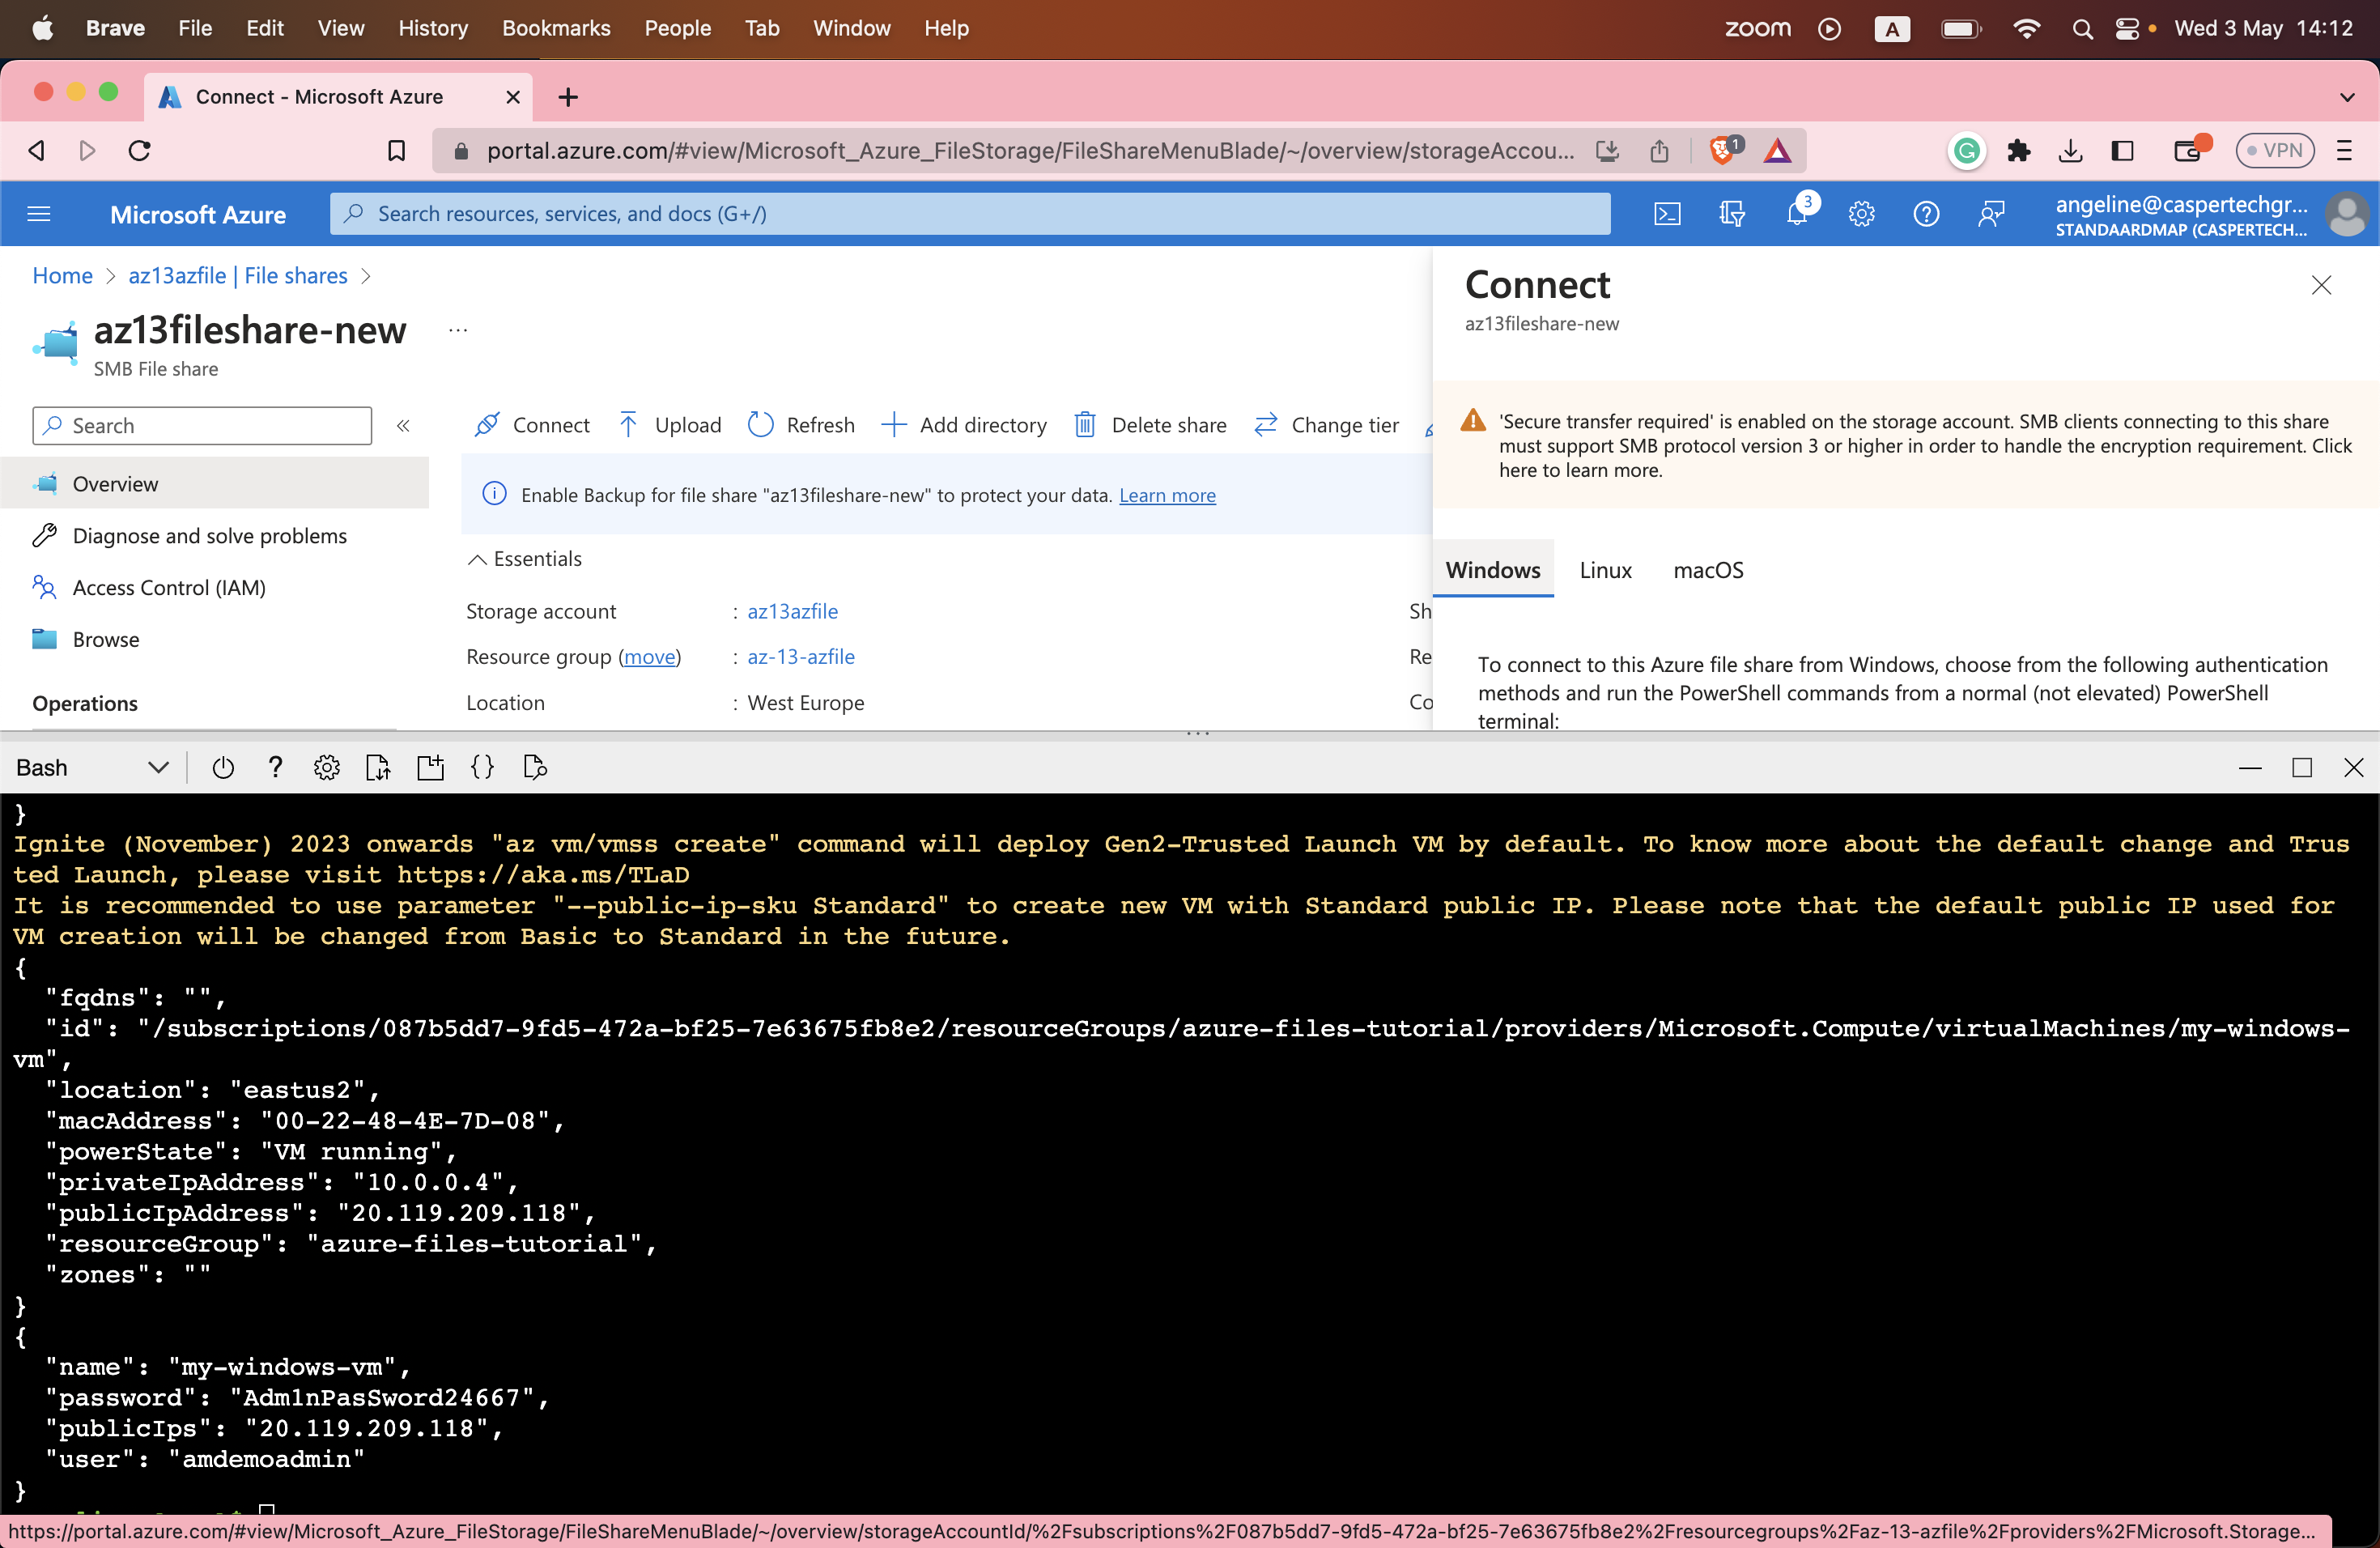 Brave File Edit View History Bookmarks People Tab Window Help zoom A Wed 3 May 14:12
Connect - Microsoft Azure
portal.azure.com/#view/Microsoft_Azure_FileStorage/FileShareMenuBlade/~/overview/storageAccou... 1 VPN
Microsoft Azure Search resources, services, and docs (G+/) 3 angeline@caspertechgr...
STANDAARDMAP (CASPERTECH...
Home > az13azfile | File shares >
az13fileshare-new ...
SMB File share
Search «
Overview
Diagnose and solve problems
Access Control (IAM)
Browse
Operations
Connect Upload Refresh Add directory Delete share Change tier
Enable Backup for file share "az13fileshare-new" to protect your data. Learn more
Essentials
Storage account : az13azfile Sh
Resource group (move) : az-13-azfile Re
Location : West Europe Co
Connect
az13fileshare-new
'Secure transfer required' is enabled on the storage account. SMB clients connecting to this share
must support SMB protocol version 3 or higher in order to handle the encryption requirement. Click
here to learn more.
Windows Linux macOS
To connect to this Azure file share from Windows, choose from the following authentication
methods and run the PowerShell commands from a normal (not elevated) PowerShell
terminal:
Bash ? {}
}
Ignite (November) 2023 onwards "az vm/vmss create" command will deploy Gen2-Trusted Launch VM by default. To know more about the default change and Trus
ted Launch, please visit https://aka.ms/TLaD
It is recommended to use parameter "--public-ip-sku Standard" to create new VM with Standard public IP. Please note that the default public IP used for
VM creation will be changed from Basic to Standard in the future.
{
"fqdns": "",
"id": "/subscriptions/087b5dd7-9fd5-472a-bf25-7e63675fb8e2/resourceGroups/azure-files-tutorial/providers/Microsoft.Compute/virtualMachines/my-windows-
vm",
"location": "eastus2",
"macAddress": "00-22-48-4E-7D-08",
"powerState": "VM running",
"privateIpAddress": "10.0.0.4",
"publicIpAddress": "20.119.209.118",
"resourceGroup": "azure-files-tutorial",
"zones": ""
}
{
"name": "my-windows-vm",
"password": "Adm1nPasSword24667",
"publicIps": "20.119.209.118",
"user": "amdemoadmin"
}
https://portal.azure.com/#view/Microsoft_Azure_FileStorage/FileShareMenuBlade/~/overview/storageAccountId/%2Fsubscriptions%2F087b5dd7-9fd5-472a-bf25-7e63675fb8e2%2Fresourcegroups%2Faz-13-azfile%2Fproviders%2FMicrosoft.Storage...